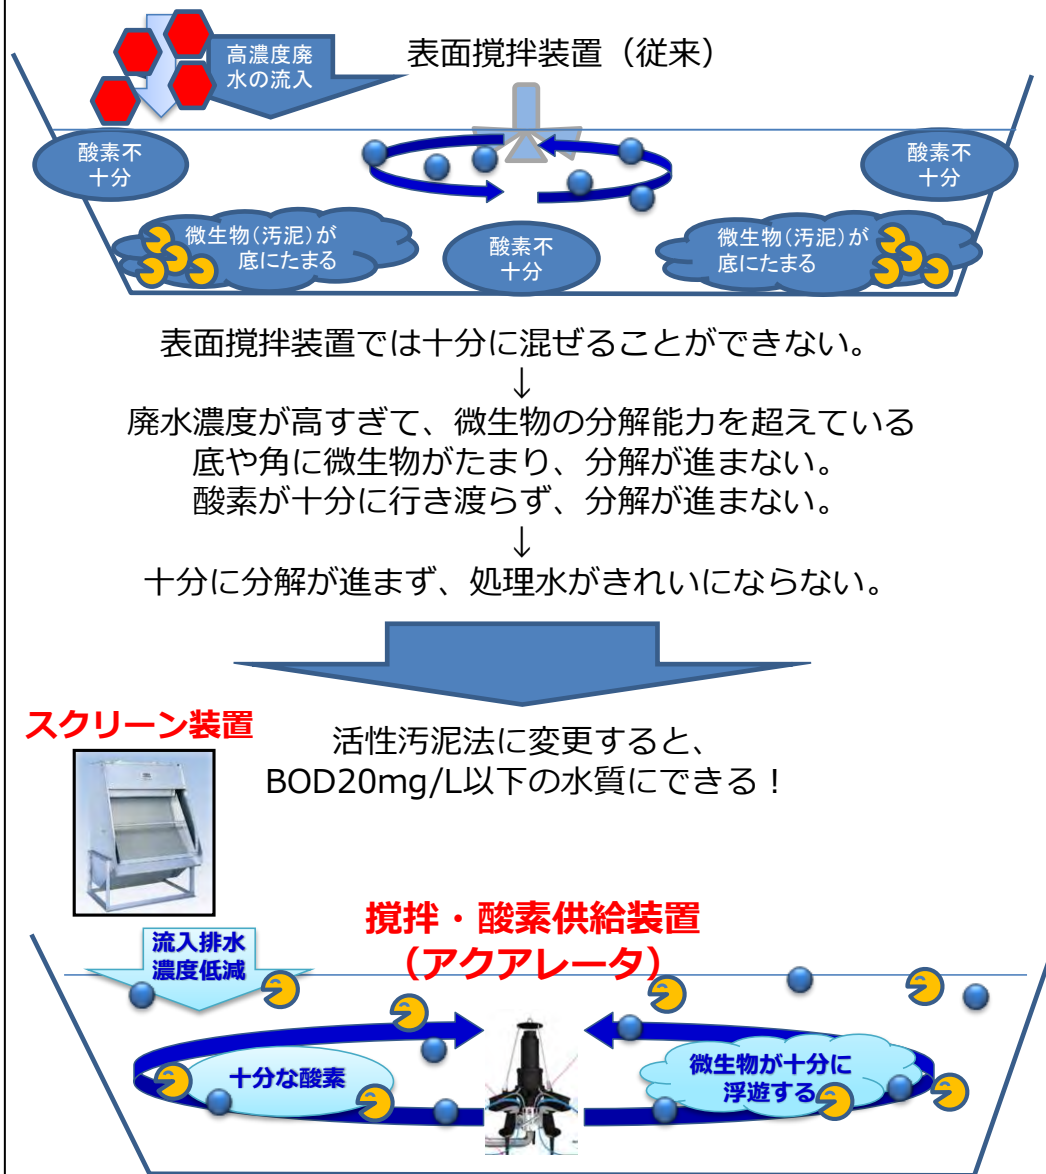 表面撹拌装置（従来）
高濃度廃
水の流入
酸素不
十分
酸素不
十分
微生物（汚泥）が
底にたまる
酸素不
十分
微生物（汚泥）が
底にたまる
表面撹拌装置では十分に混ぜることができない。
↓
廃水濃度が高すぎて、微生物の分解能力を超えている
底や角に微生物がたまり、分解が進まない。
酸素が十分に行き渡らず、分解が進まない。
↓
十分に分解が進まず、処理水がきれいにならない。
スクリーン装置
活性汚泥法に変更すると、
BOD20mg/L以下の水質にできる！
撹拌・酸素供給装置
（アクアレータ）
流入排水
濃度低減
十分な酸素
微生物が十分に
浮遊する